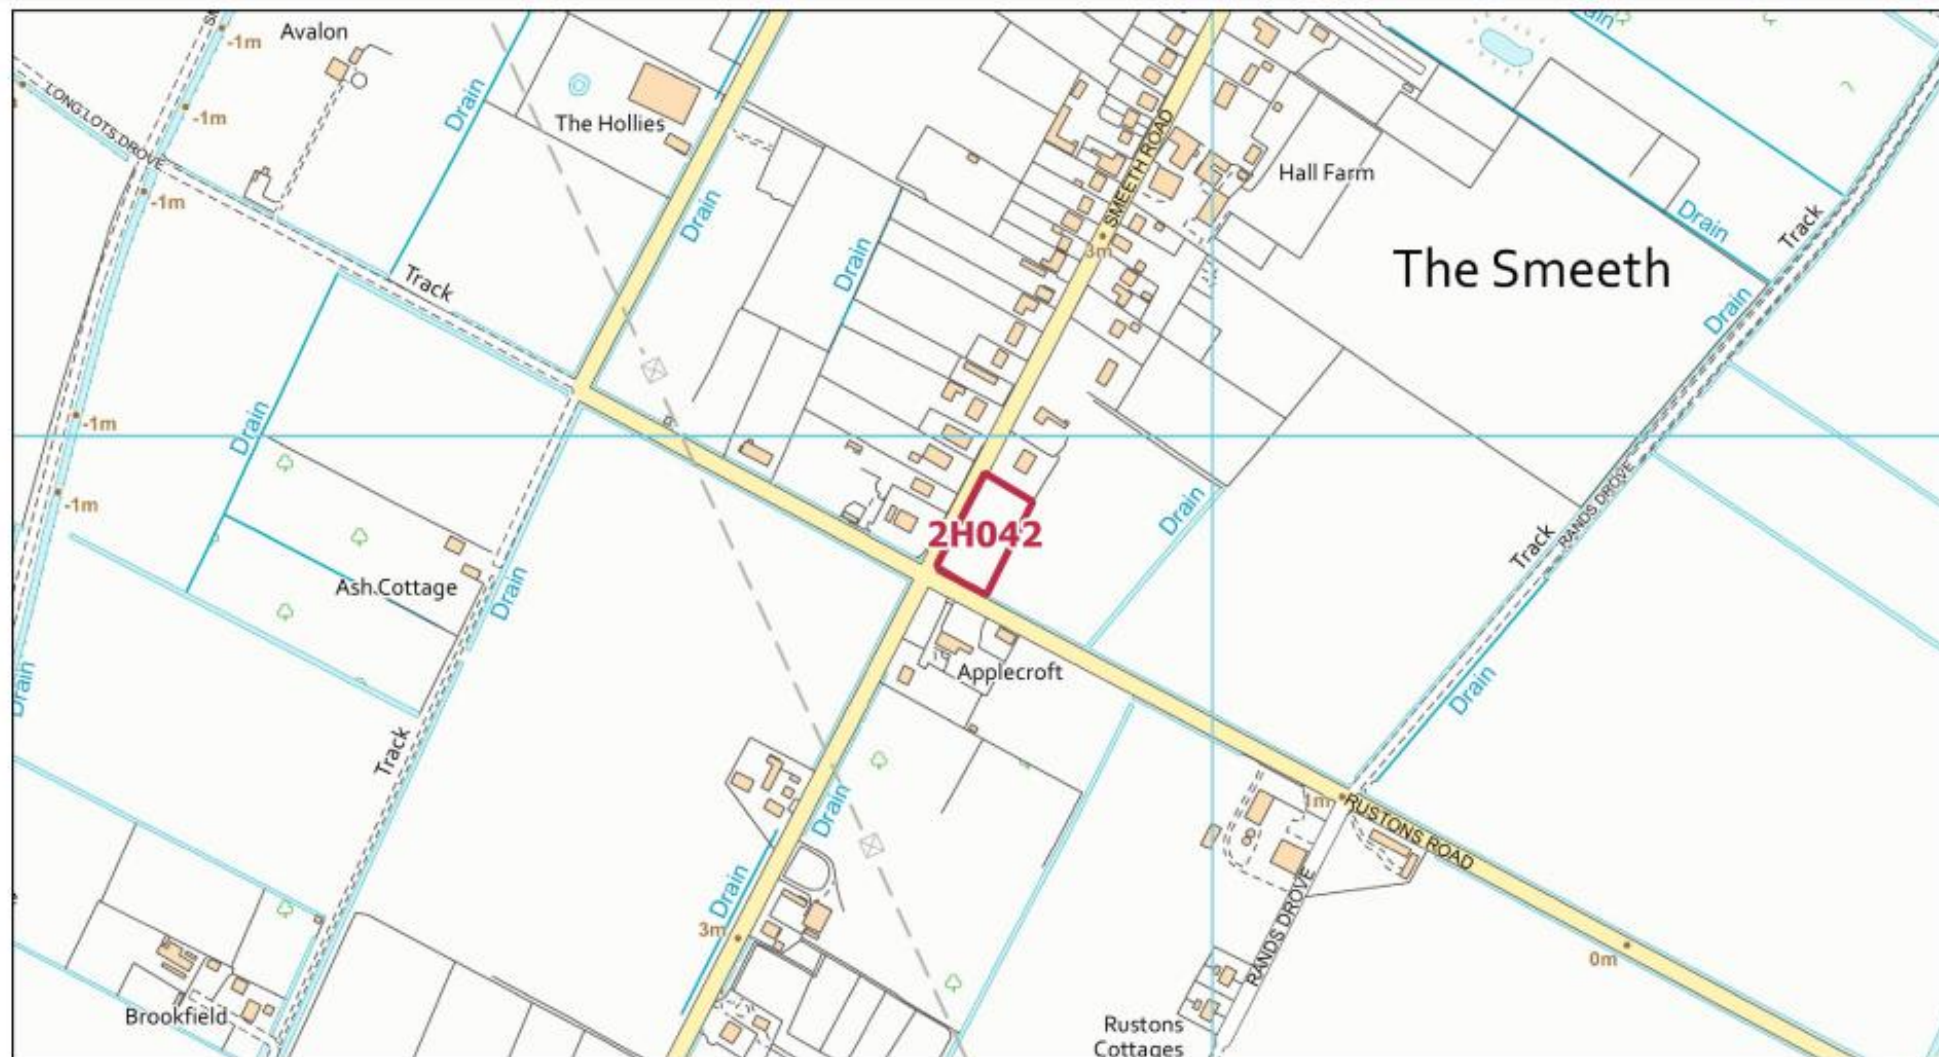 Avalon
-1m
Drain
LONG LOTS DROVE
-1m
The Hollies
SMEETH ROAD
Hall Farm
-1m
Drain
Drain
Drain
Track
3m
The Smeeth
Track
Drain
Drain
-1m
-1m
Drain
2H042
Track
RANDS DROVE
Ash Cottage
Drain
Drain
Applecroft
Drain
Track
Drain
1m
RUSTONS ROAD
Drain
3m
RANDS DROVE
0m
Brookfield
Rustons
Cottages